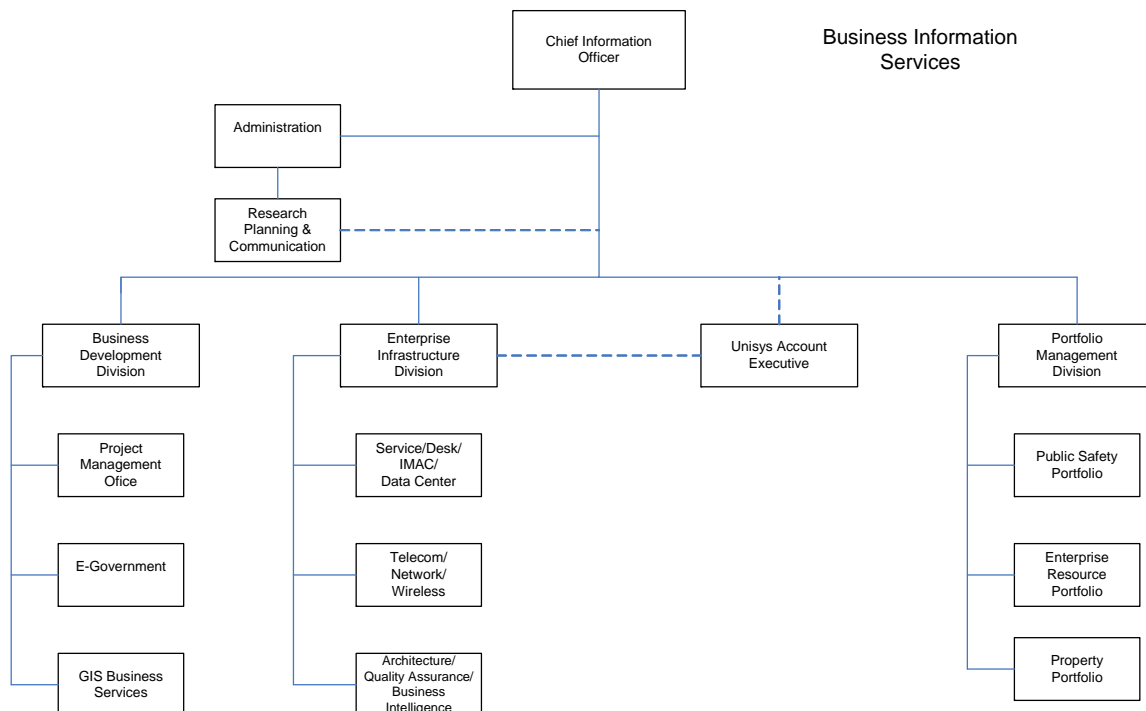 Chief Information
Officer
Business Information
Services
Administration
Research
Planning &
Communication
Business
Development
Division
Enterprise
Infrastructure
Division
Unisys Account
Executive
Portfolio
Management
Division
Project
Management
Ofice
Service/Desk/
IMAC/
Data Center
Public Safety
Portfolio
E-Government
Telecom/
Network/
Wireless
Enterprise
Resource
Portfolio
GIS Business
Services
Architecture/
Quality Assurance/
Business
Intelligence
Property
Portfolio